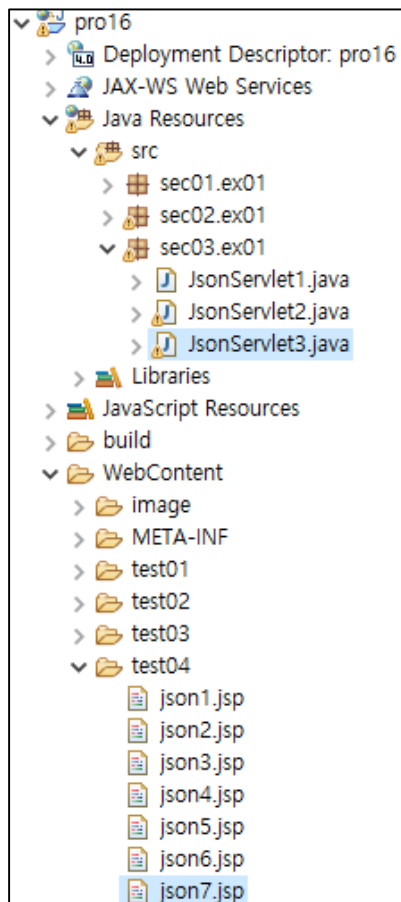 pro16
4.0 Deployment Descriptor: pro16
JAX-WS Web Services
Java Resources
src
sec01.ex01
sec02.ex01
sec03.ex01
J JsonServlet1.java
J JsonServlet2.java
J JsonServlet3.java
Libraries
JavaScript Resources
build
WebContent
image
META-INF
test01
test02
test03
test04
json1.jsp
json2.jsp
json3.jsp
json4.jsp
json5.jsp
json6.jsp
json7.jsp